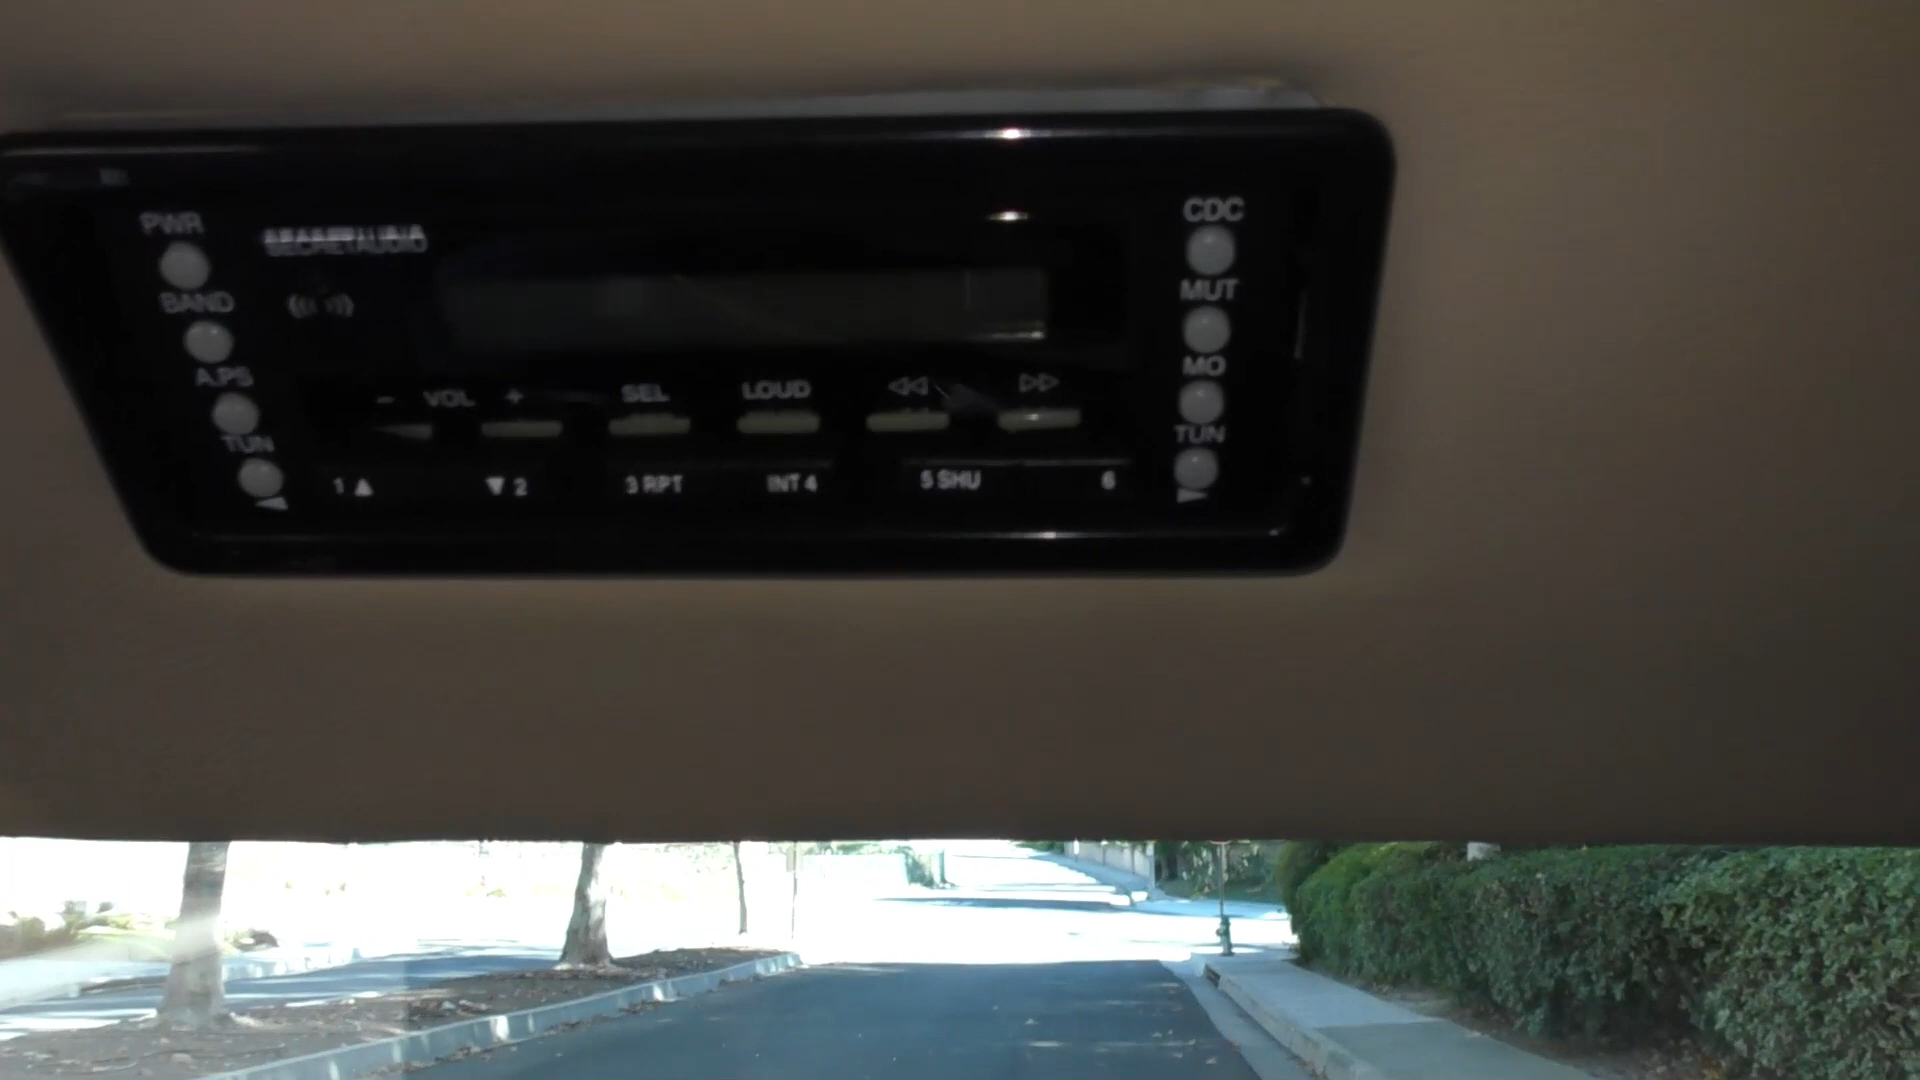 PWR
SECRETAUDIO
BAND
A.PS
TUN
- VOL + SEL LOUD
1 2 3 RPT INT 4 5 SHU 6
CDC
MUT
MO
TUN